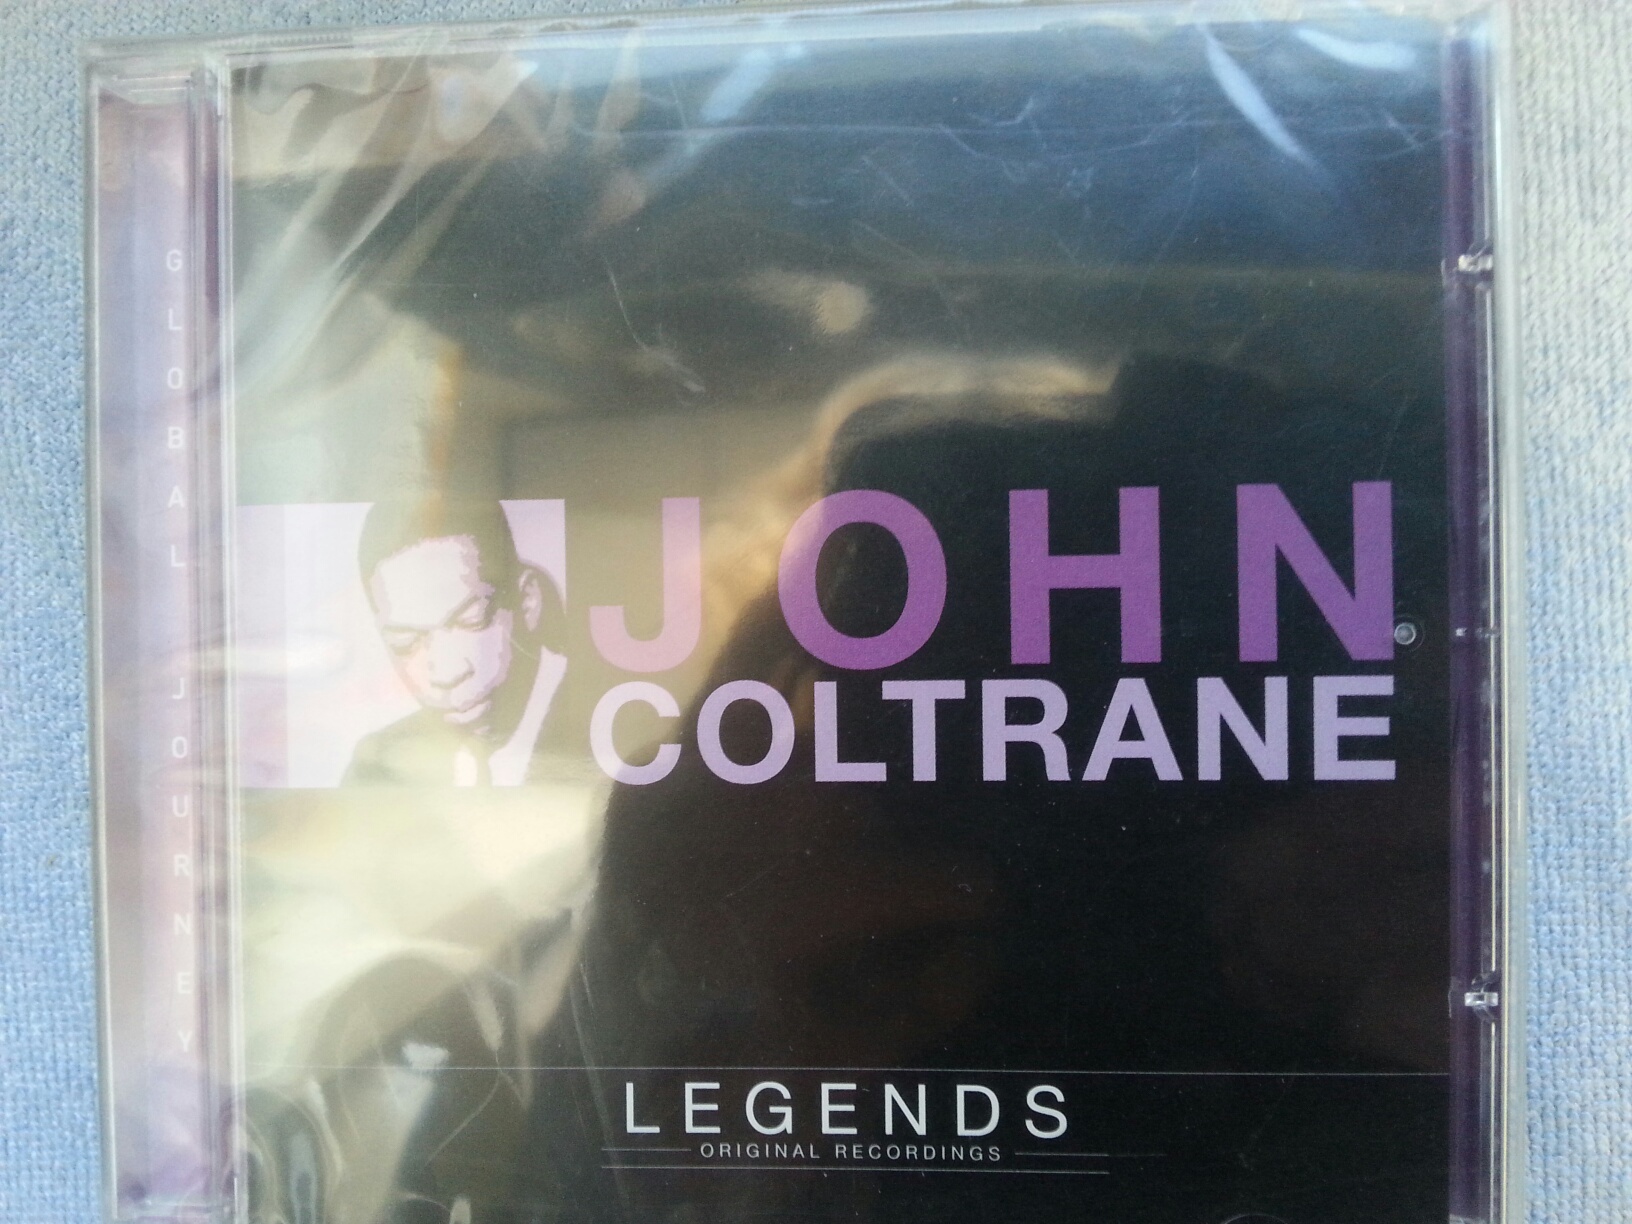 GLOBAL JOURNEY
JOHN
COLTRANE
LEGENDS
ORIGINAL RECORDINGS